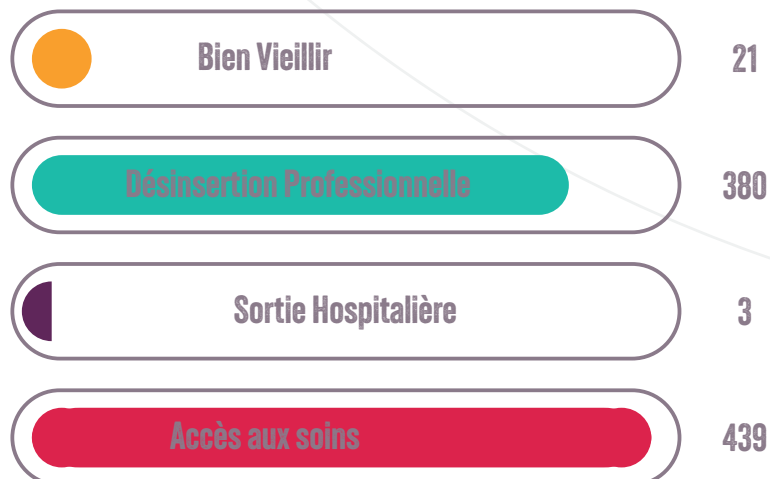 Bien Vieillir 21
Désinsertion Professionnelle 380
Sortie Hospitalière 3
Accès aux soins 439